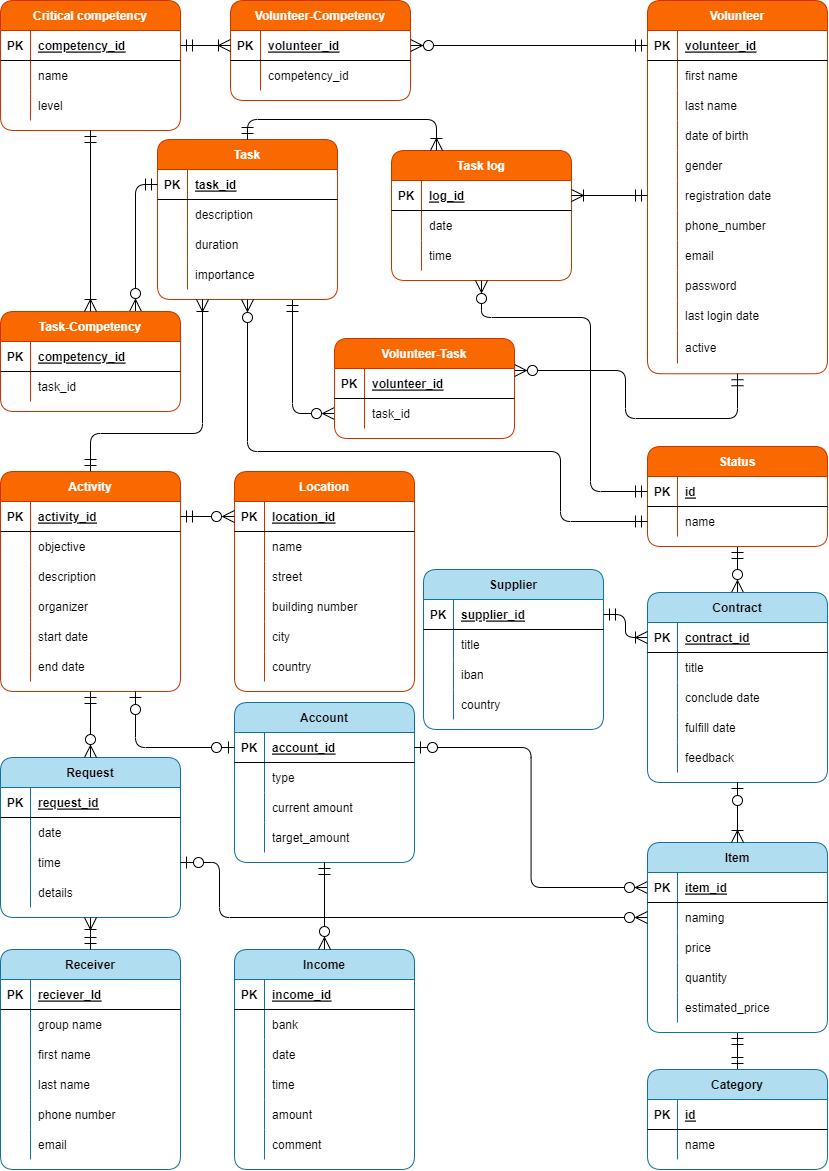 Critical competency
PK competency_id
name
level
Volunteer-Competency
PK volunteer_id
competency_id
Volunteer
PK volunteer_id
first name
last name
date of birth
gender
registration date
phone_number
email
password
last login date
active
Task
PK task_id
description
duration
importance
Task log
PK log_id
date
time
Task-Competency
PK competency_id
task_id
Volunteer-Task
PK volunteer_id
task_id
Status
PK id
name
Activity
PK activity_id
objective
description
organizer
start date
end date
Location
PK location_id
name
street
building number
city
country
Supplier
PK supplier_id
title
iban
country
Contract
PK contract_id
title
conclude date
fulfill date
feedback
Account
PK account_id
type
current amount
target_amount
Request
PK request_id
date
time
details
Item
PK item_id
naming
price
quantity
estimated_price
Receiver
PK reciever_Id
group name
first name
last name
phone number
email
Income
PK income_id
bank
date
time
amount
comment
Category
PK id
name